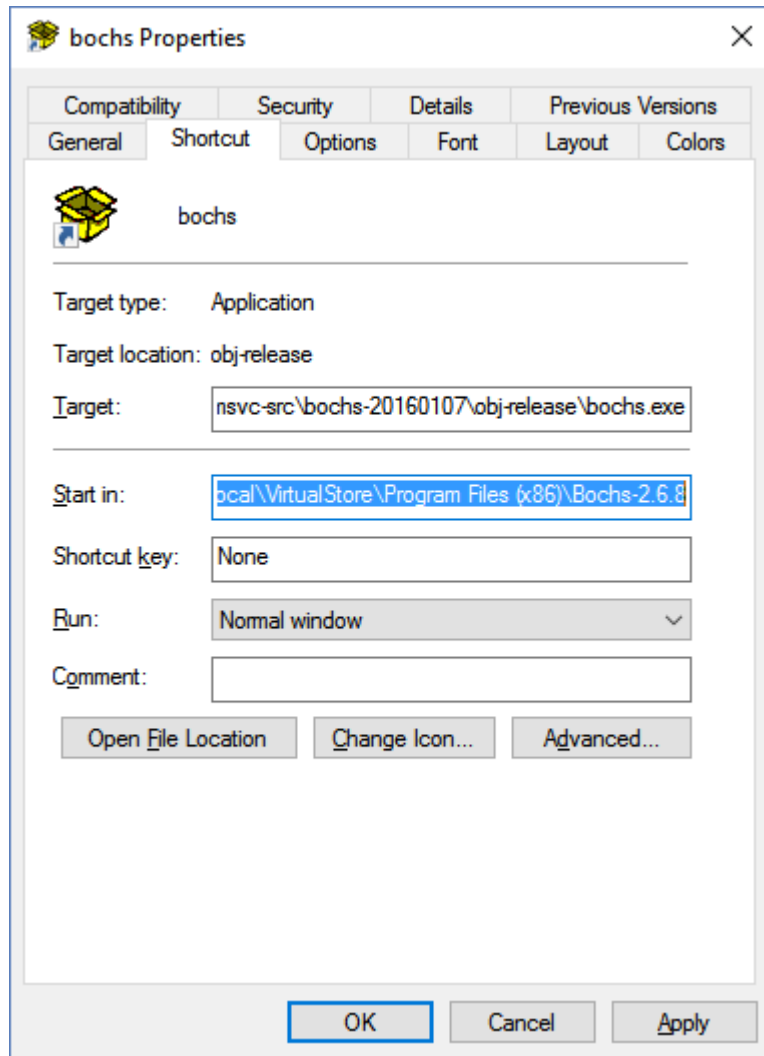 bochs Properties
Compatibility Security Details Previous Versions
General Shortcut Options Font Layout Colors
bochs
Target type: Application
Target location: obj-release
Target: nsvc-src\bochs-20160107\obj-release\bochs.exe
Start in: ocal\VirtualStore\Program Files (x86)\Bochs-2.6.8
Shortcut key: None
Run: Normal window
Comment:
Open File Location Change Icon... Advanced...
OK Cancel Apply